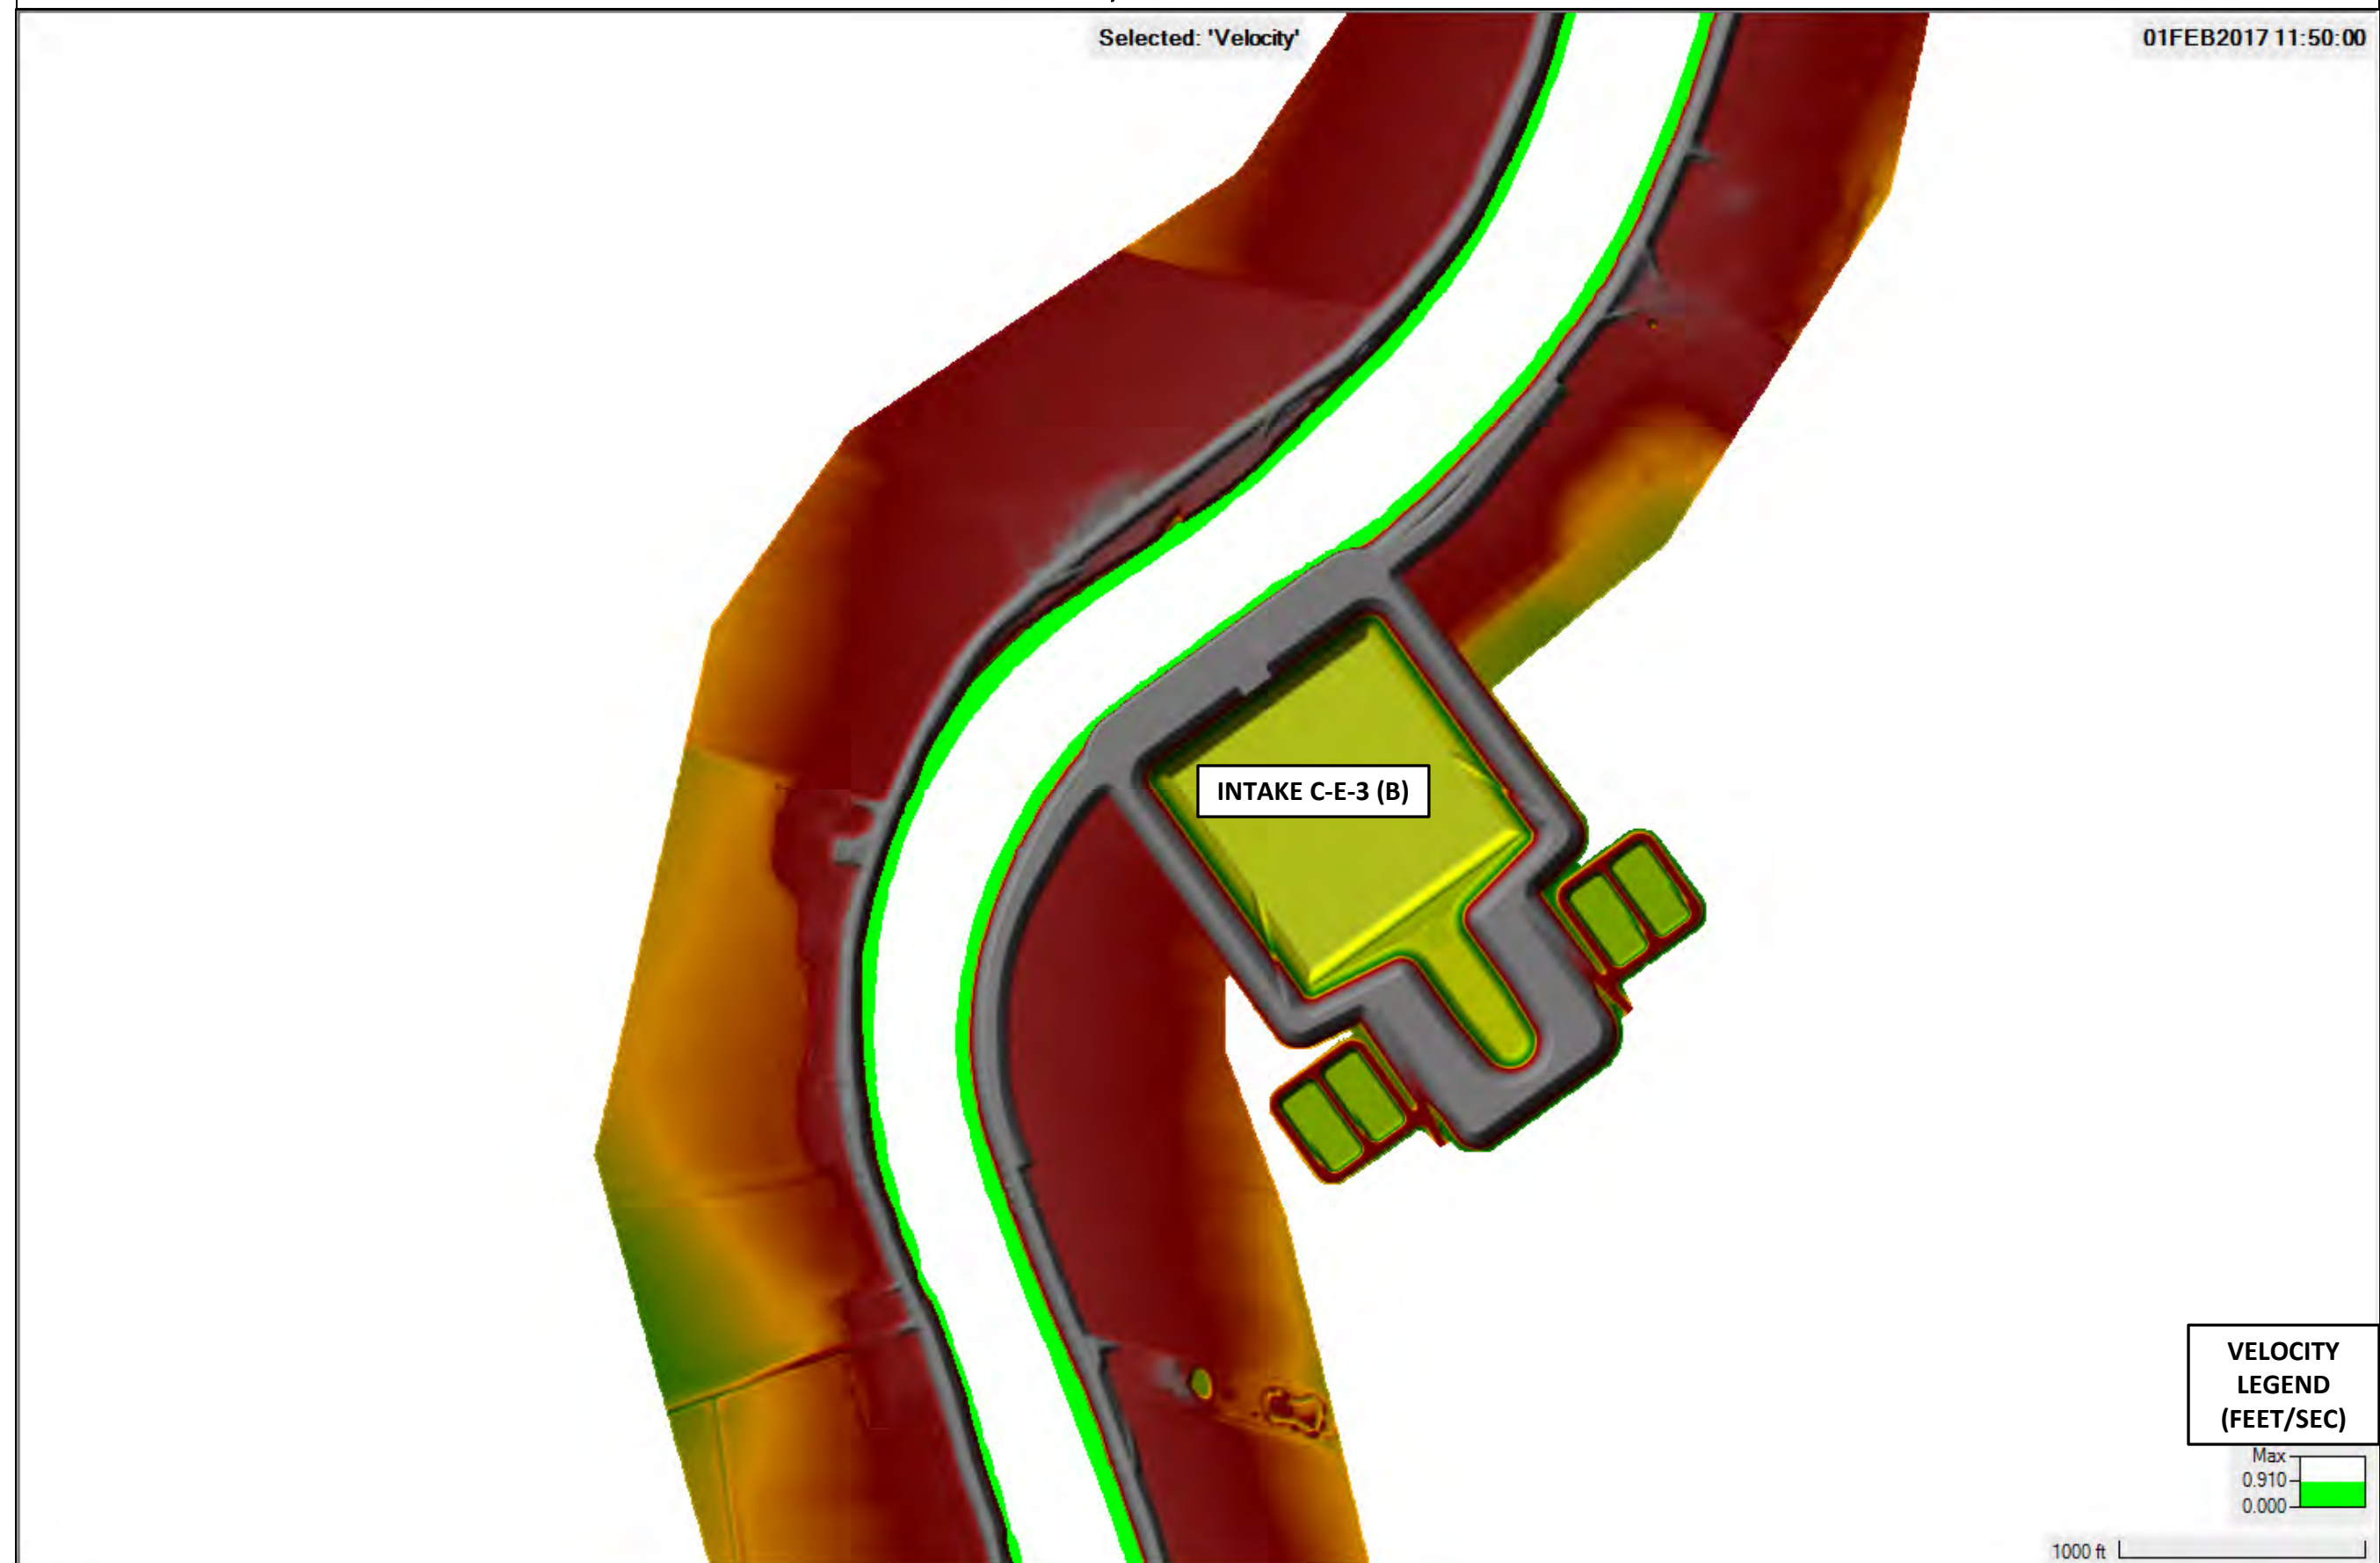 Selected: 'Velocity'
01FEB2017 11:50:00
INTAKE C-E-3 (B)
VELOCITY
LEGEND
(FEET/SEC)
Max
0.910
0.000
1000 ft